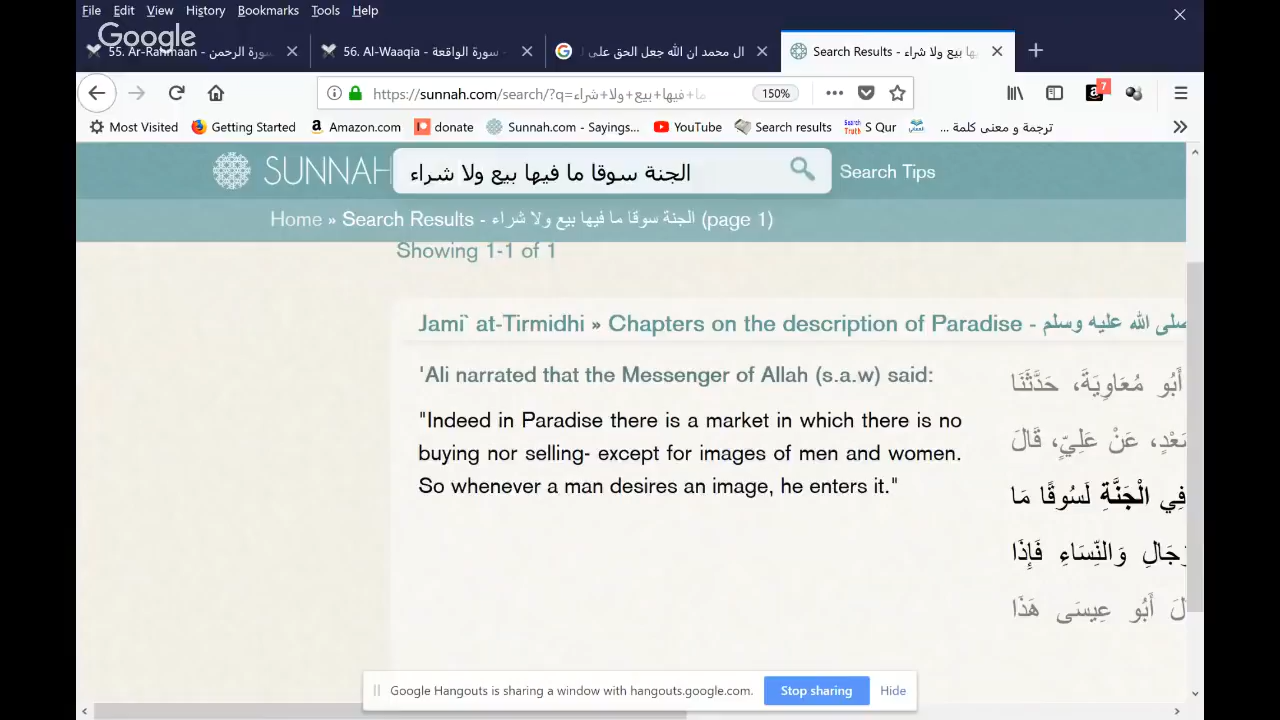 File Edit View History Bookmarks Tools Help
Google
55. Ar-Rahmaan - سورة الرحمن
56. Al-Waaqia - سورة الواقعة
ال محمد ان الله جعل الحق على
Search Results - يها بيع ولا شراء
https://sunnah.com/search/?q=ما+فيها+بيع+ولا+شراء 150%
7
Most Visited Getting Started Amazon.com donate Sunnah.com - Sayings... YouTube Search results Search Truth S Qur ترجمة و معنى كلمة ...
SUNNAH
الجنة سوقا ما فيها بيع ولا شراء
Search Tips
Home » Search Results - الجنة سوقا ما فيها بيع ولا شراء (page 1)
Showing 1-1 of 1
Jami` at-Tirmidhi » Chapters on the description of Paradise - صلى الله عليه وسلم
'Ali narrated that the Messenger of Allah (s.a.w) said:
"Indeed in Paradise there is a market in which there is no
buying nor selling- except for images of men and women.
So whenever a man desires an image, he enters it."
أَبُو مُعَاوِيَةَ، حَدَّثَنَا
عَنْ عَلِيٍّ، قَالَ
فِي الْجَنَّةِ لَسُوقًا مَا
وَالنِّسَاءِ فَإِذَا
أَبُو عِيسَى هَذَا
Google Hangouts is sharing a window with hangouts.google.com. Stop sharing Hide